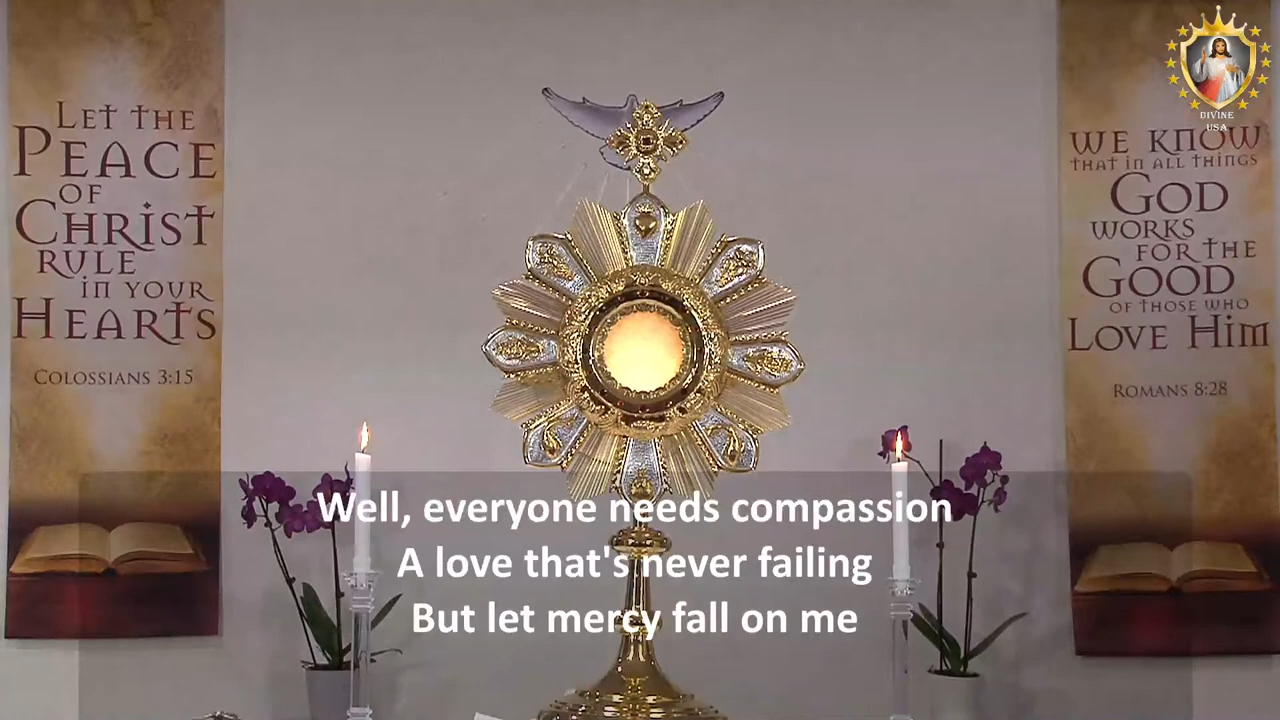 LET THE
PEACE
OF
CHRIST
RULE
IN YOUR
HEARTS
COLOSSIANS 3:15
DIVINE
USA
WE KNOW
THAT IN ALL THINGS
GOD
WORKS
FOR THE
GOOD
OF THOSE WHO
LOVE HIM
ROMANS 8:28
Well, everyone needs compassion
A love that's never failing
But let mercy fall on me